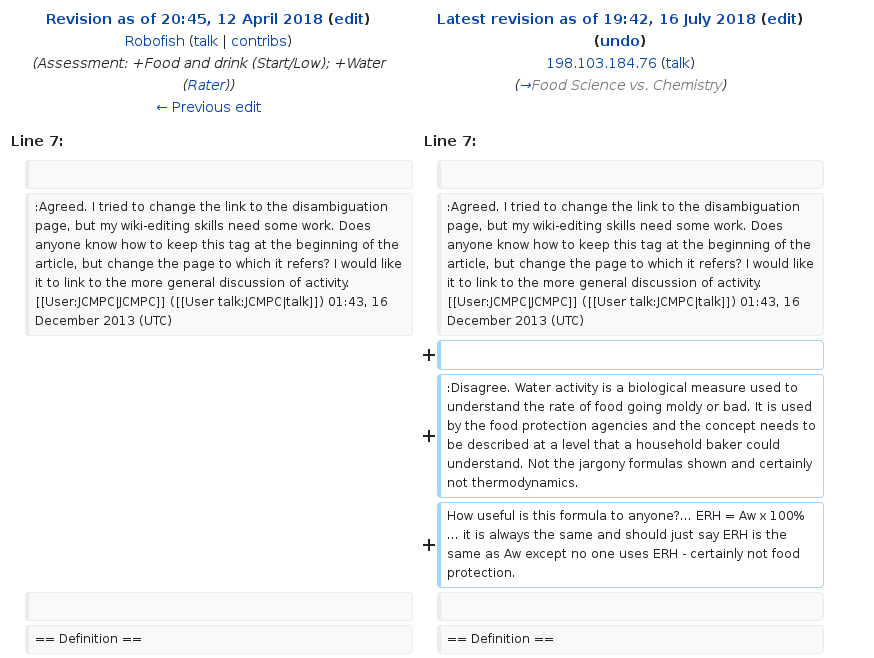 Revision as of 20:45, 12 April 2018 (edit)
Robofish (talk | contribs)
(Assessment: +Food and drink (Start/Low); +Water
(Rater))
← Previous edit
Latest revision as of 19:42, 16 July 2018 (edit)
(undo)
198.103.184.76 (talk)
(→Food Science vs. Chemistry)
Line 7:
Line 7:
:Agreed. I tried to change the link to the disambiguation
page, but my wiki-editing skills need some work. Does
anyone know how to keep this tag at the beginning of the
article, but change the page to which it refers? I would like
it to link to the more general discussion of activity.
[[User:JCMPC|JCMPC]] ([[User talk:JCMPC|talk]]) 01:43, 16
December 2013 (UTC)
:Agreed. I tried to change the link to the disambiguation
page, but my wiki-editing skills need some work. Does
anyone know how to keep this tag at the beginning of the
article, but change the page to which it refers? I would like
it to link to the more general discussion of activity.
[[User:JCMPC|JCMPC]] ([[User talk:JCMPC|talk]]) 01:43, 16
December 2013 (UTC)
+
+
:Disagree. Water activity is a biological measure used to
understand the rate of food going moldy or bad. It is used
by the food protection agencies and the concept needs to
be described at a level that a household baker could
understand. Not the jargony formulas shown and certainly
not thermodynamics.
+
How useful is this formula to anyone?... ERH = Aw x 100%
... it is always the same and should just say ERH is the
same as Aw except no one uses ERH - certainly not food
protection.
== Definition ==
== Definition ==